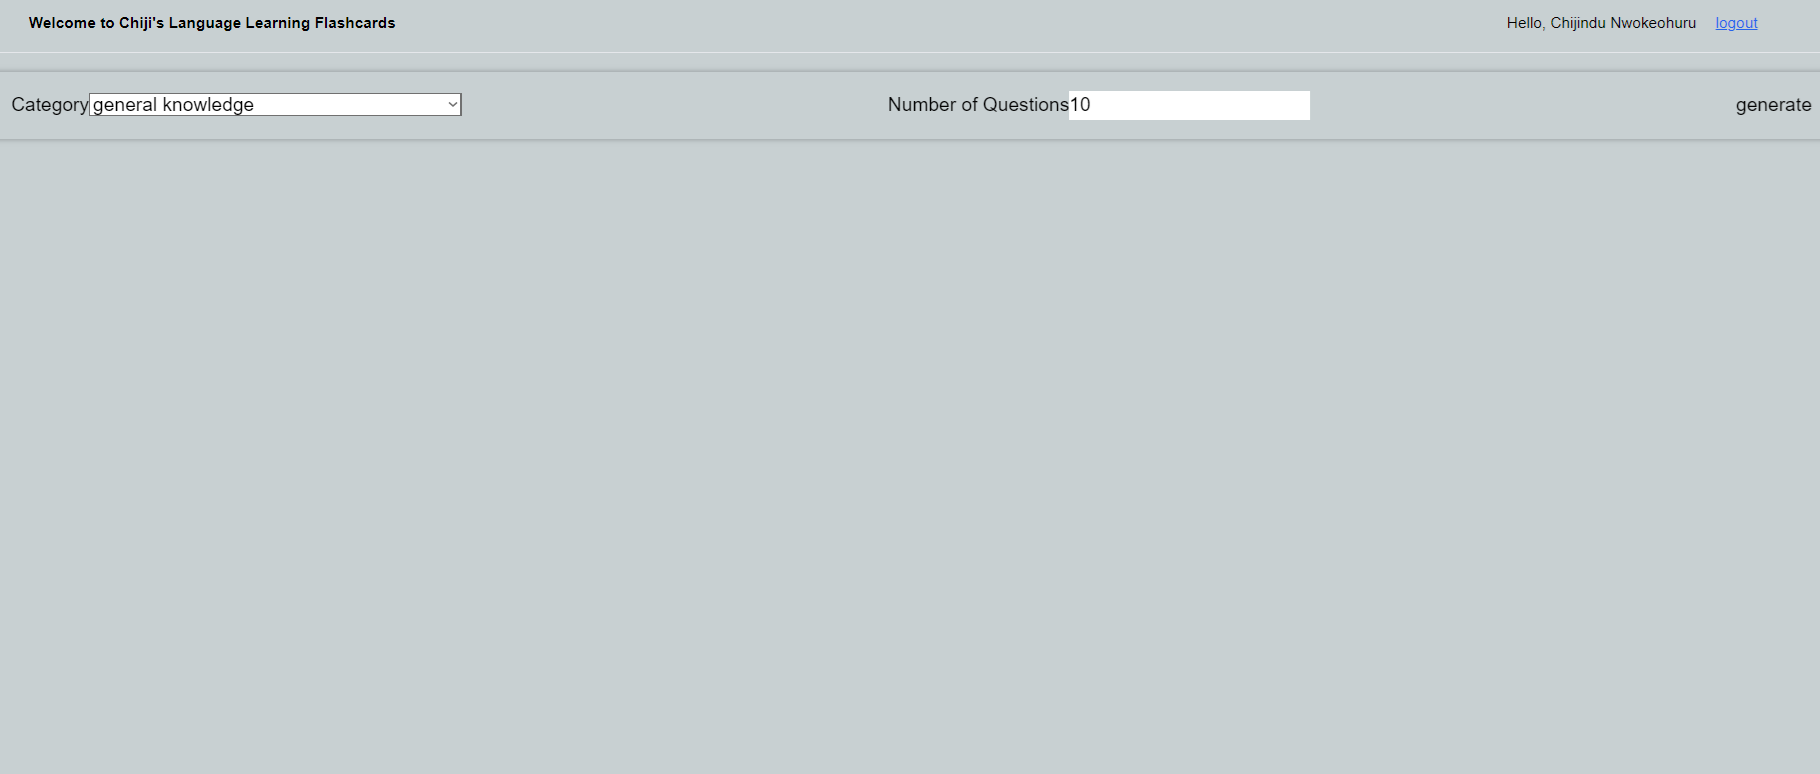 Welcome to Chiji's Language Learning Flashcards
Hello, Chijindu Nwokeohuru logout
Category general knowledge
Number of Questions 10
generate